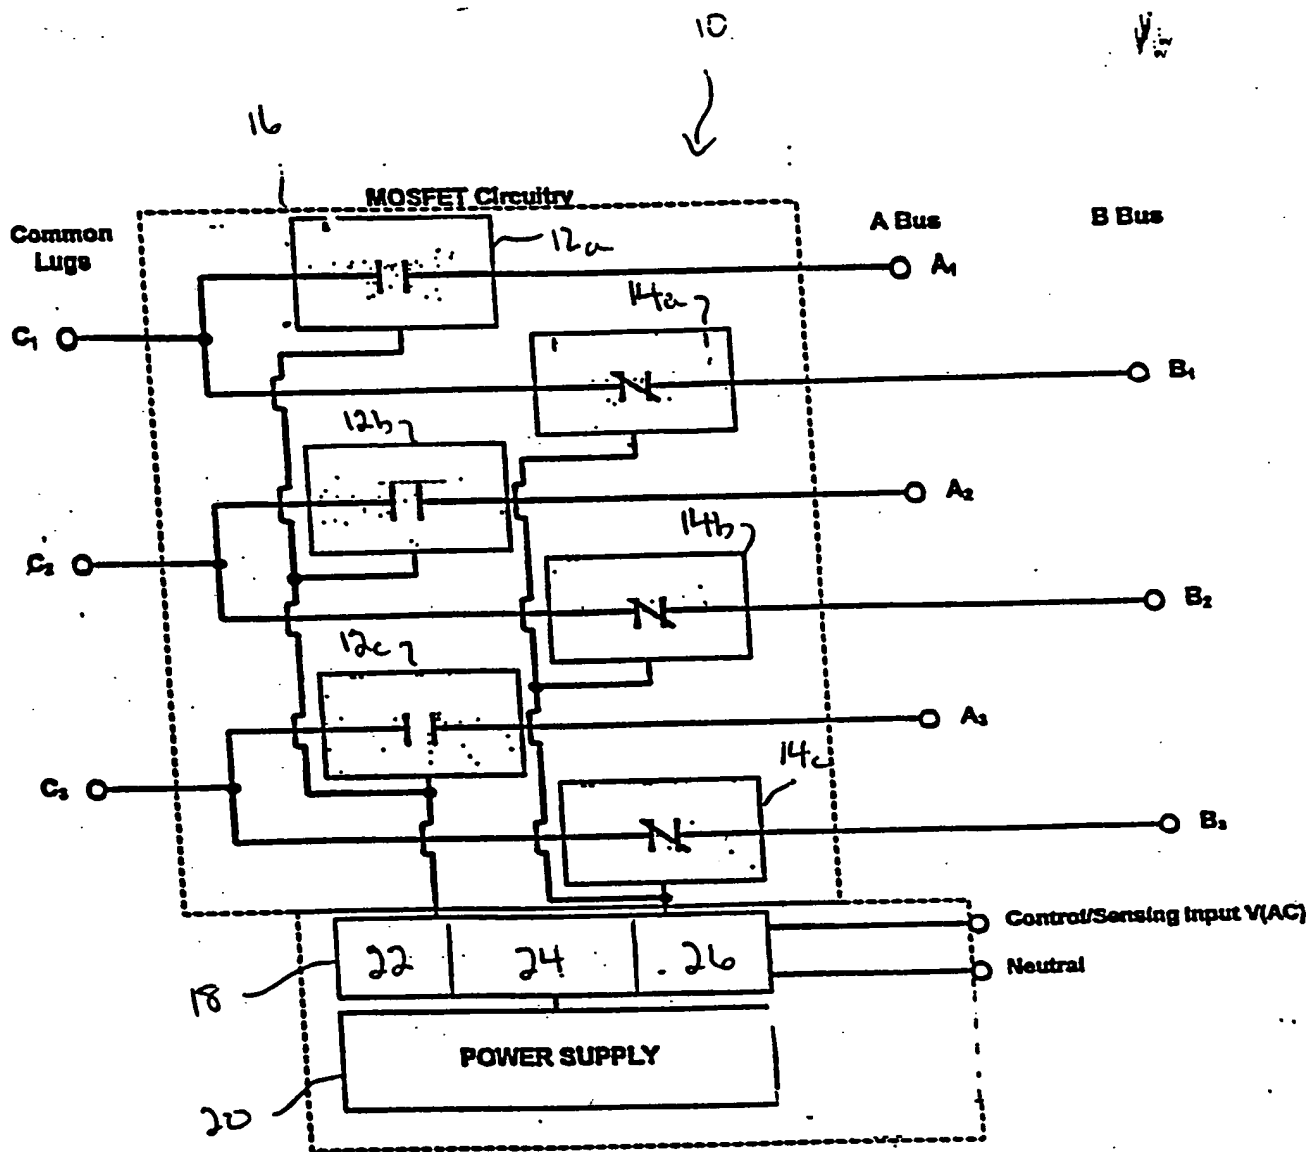 10
16
MOSFET Circuitry
A Bus
B Bus
Common
Lugs
12a
A1
14a
C1
B1
12b
A2
14b
C2
B2
12c
A3
14c
C3
B3
Control/Sensing Input V(AC)
22
24
26
Neutral
18
POWER SUPPLY
20